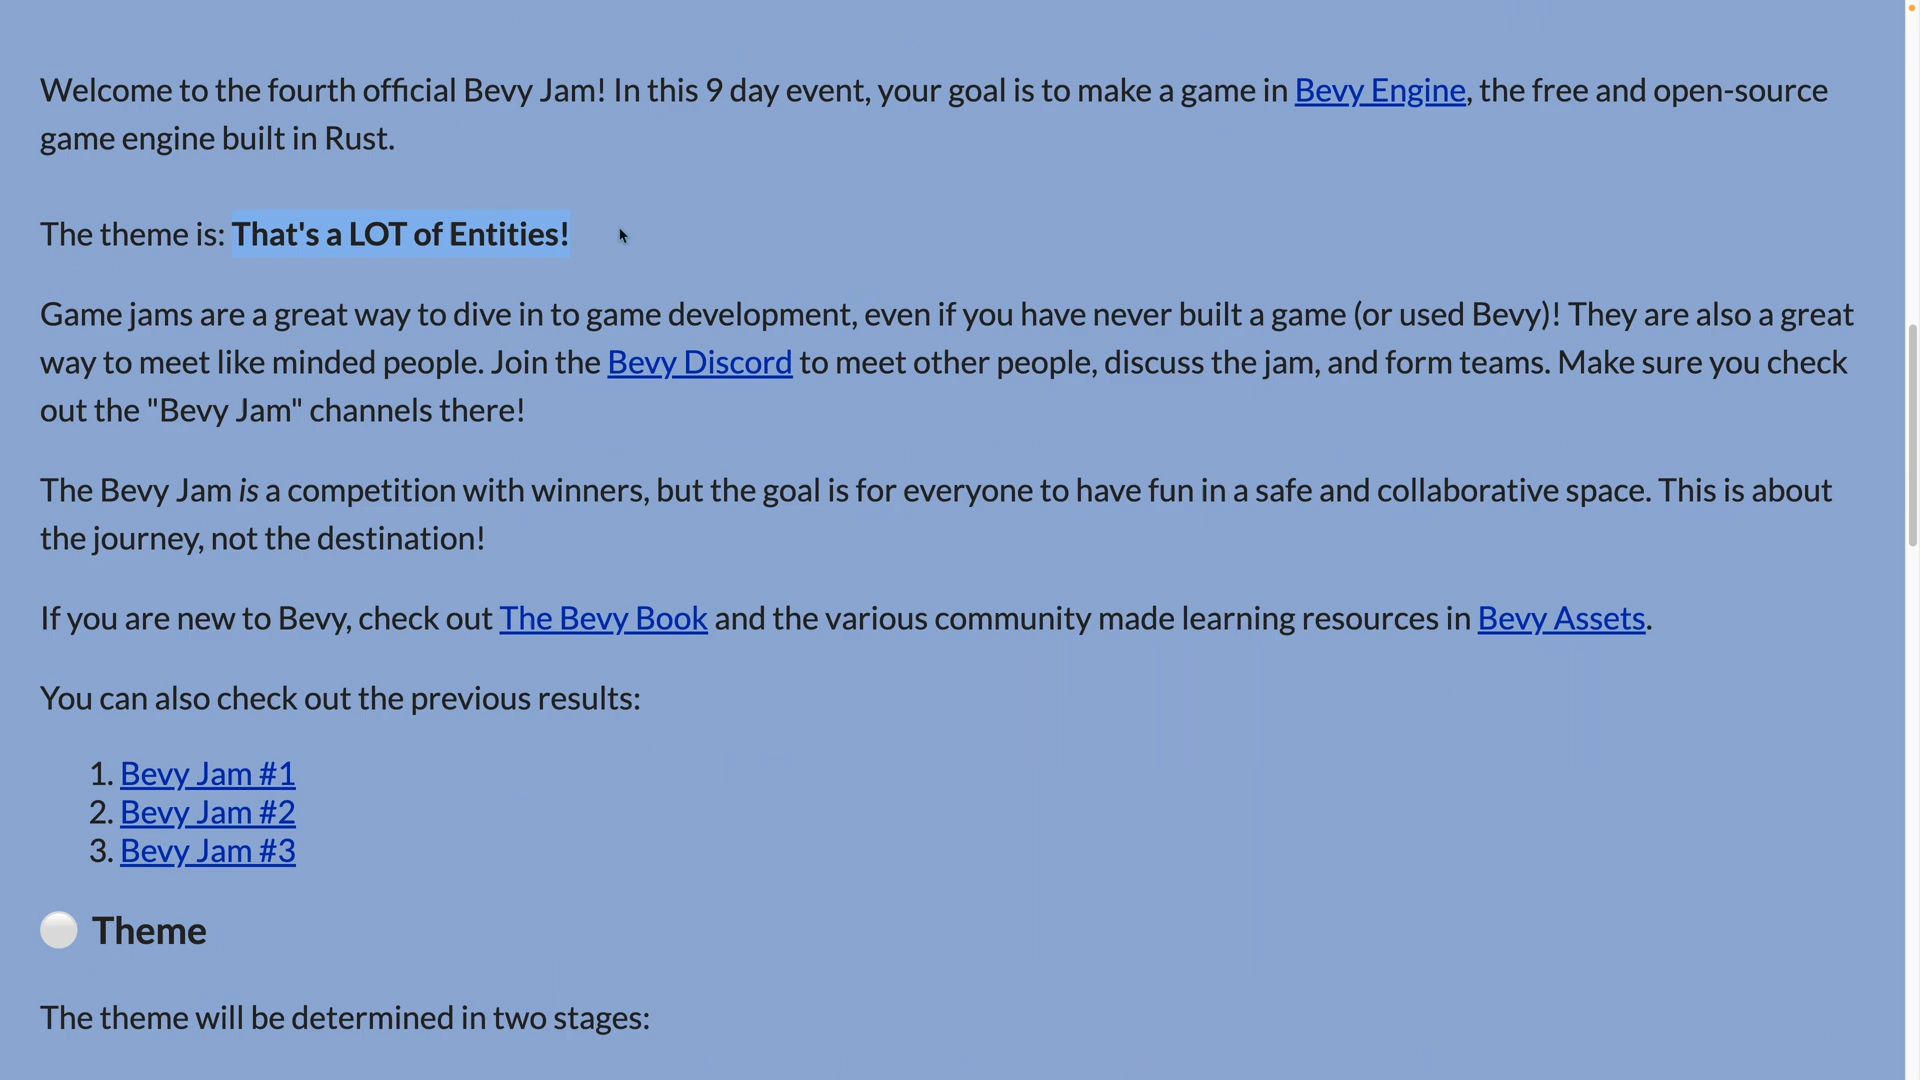 Welcome to the fourth official Bevy Jam! In this 9 day event, your goal is to make a game in Bevy Engine, the free and open-source
game engine built in Rust.
The theme is: That's a LOT of Entities!
Game jams are a great way to dive in to game development, even if you have never built a game (or used Bevy)! They are also a great
way to meet like minded people. Join the Bevy Discord to meet other people, discuss the jam, and form teams. Make sure you check
out the "Bevy Jam" channels there!
The Bevy Jam is a competition with winners, but the goal is for everyone to have fun in a safe and collaborative space. This is about
the journey, not the destination!
If you are new to Bevy, check out The Bevy Book and the various community made learning resources in Bevy Assets.
You can also check out the previous results:
1. Bevy Jam #1
2. Bevy Jam #2
3. Bevy Jam #3
Theme
The theme will be determined in two stages: